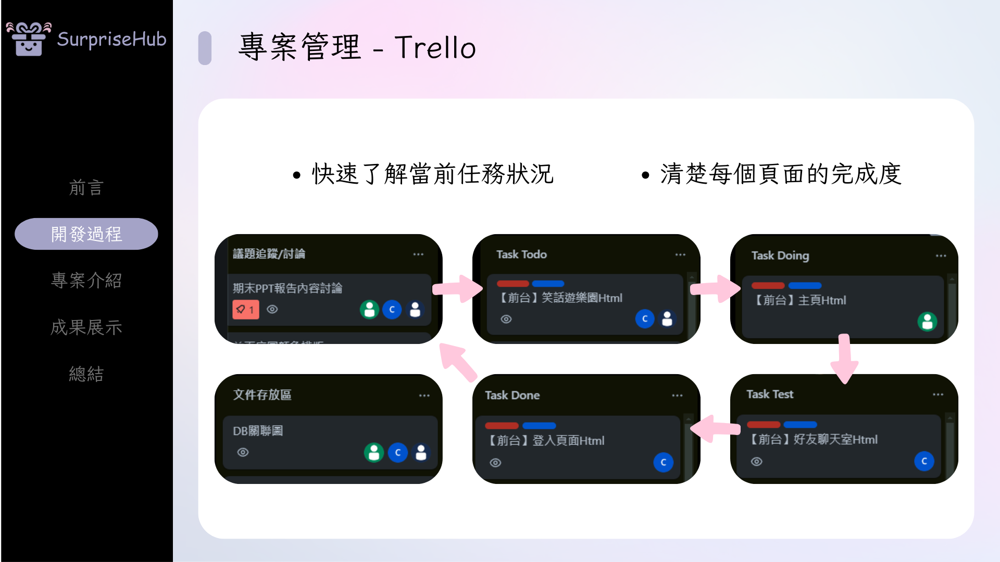 SurpriseHub
前言
開發過程
專案介紹
成果展示
總結
專案管理 - Trello
• 快速了解當前任務狀況
• 清楚每個頁面的完成度
議題追蹤/討論
期末PPT報告內容討論
1
C
Task Todo
【前台】笑話遊樂園Html
C
Task Doing
【前台】主頁Html
文件存放區
DB關聯圖
C
Task Done
【前台】登入頁面Html
C
Task Test
【前台】好友聊天室Html
C